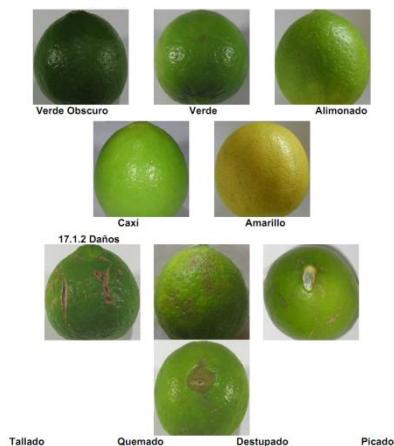 Verde Obscuro Verde Alimonado
Caxi Amarillo
17.1.2 Daños
Tallado Quemado Destupado Picado